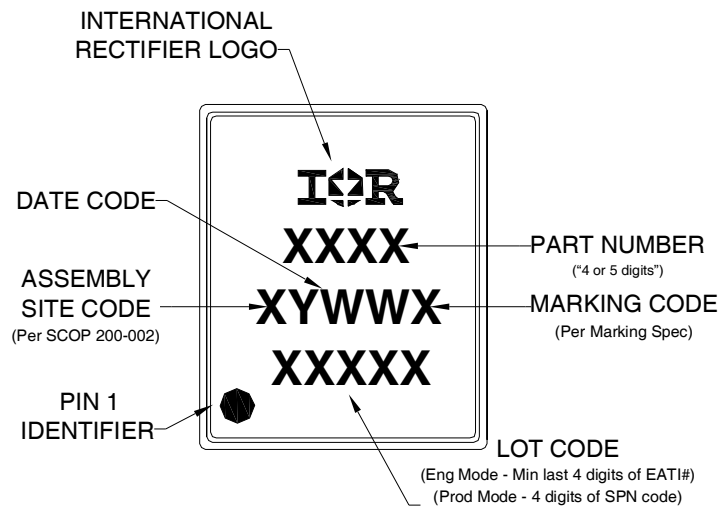 INTERNATIONAL
RECTIFIER LOGO
IOR
DATE CODE
XXXX
PART NUMBER
("4 or 5 digits")
ASSEMBLY
SITE CODE
(Per SCOP 200-002)
XYWWX
MARKING CODE
(Per Marking Spec)
XXXXX
PIN 1
IDENTIFIER
LOT CODE
(Eng Mode - Min last 4 digits of EATI#)
(Prod Mode - 4 digits of SPN code)